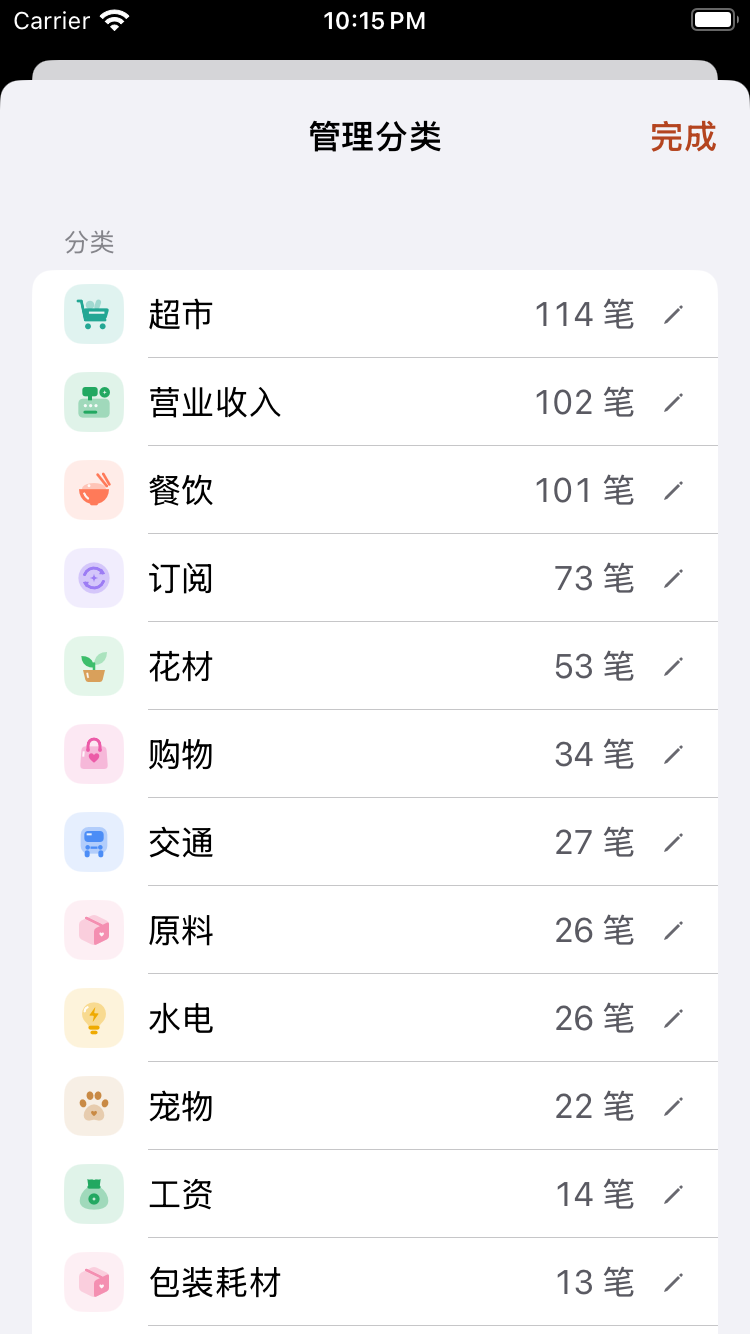 Carrier 10:15 PM
管理分类 完成
分类
超市 114 笔
营业收入 102 笔
餐饮 101 笔
订阅 73 笔
花材 53 笔
购物 34 笔
交通 27 笔
原料 26 笔
水电 26 笔
宠物 22 笔
工资 14 笔
包装耗材 13 笔